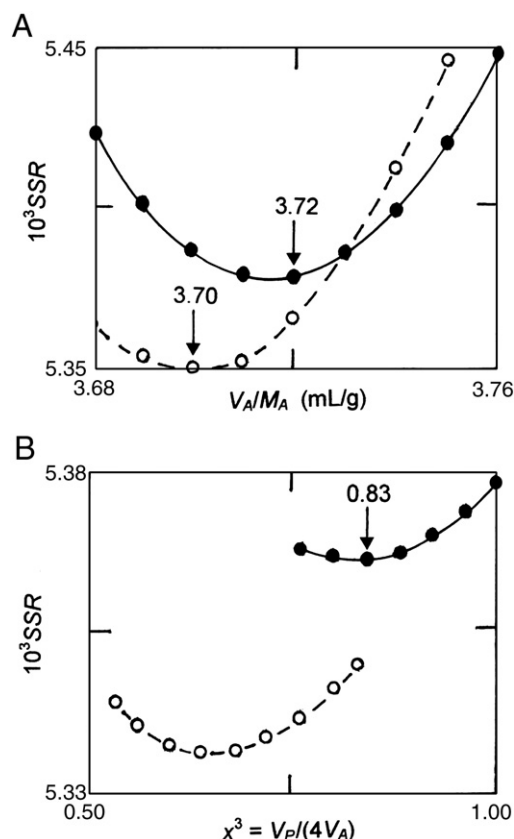 A
5.45
10³SSR
3.72
3.70
5.35
3.68
3.76
V_A/M_A (mL/g)
B
5.38
0.83
10³SSR
5.33
0.50
1.00
x³ = V_P/(4V_A)